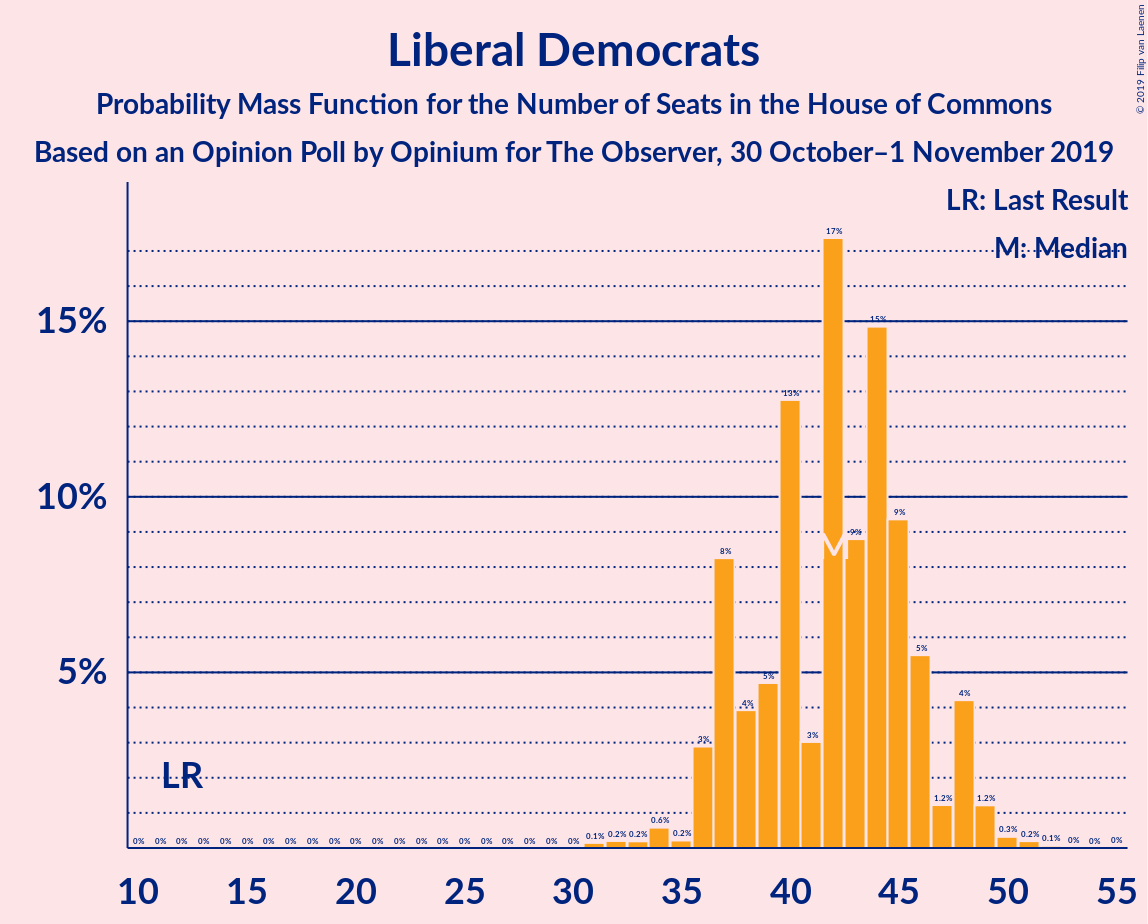 Liberal Democrats
Probability Mass Function for the Number of Seats in the House of Commons
Based on an Opinion Poll by Opinium for The Observer, 30 October–1 November 2019
© 2019 Filip van Laenen
LR: Last Result
M: Median
15%
10%
5%
LR
M
0% 0% 0% 0% 0% 0% 0% 0% 0% 0% 0% 0% 0% 0% 0% 0% 0% 0% 0% 0% 0% 0.1% 0.2% 0.2% 0.6% 0.2% 3% 8% 4% 5% 13% 3% 17% 9% 15% 9% 5% 1.2% 4% 1.2% 0.3% 0.2% 0.1% 0% 0% 0%
10 15 20 25 30 35 40 45 50 55